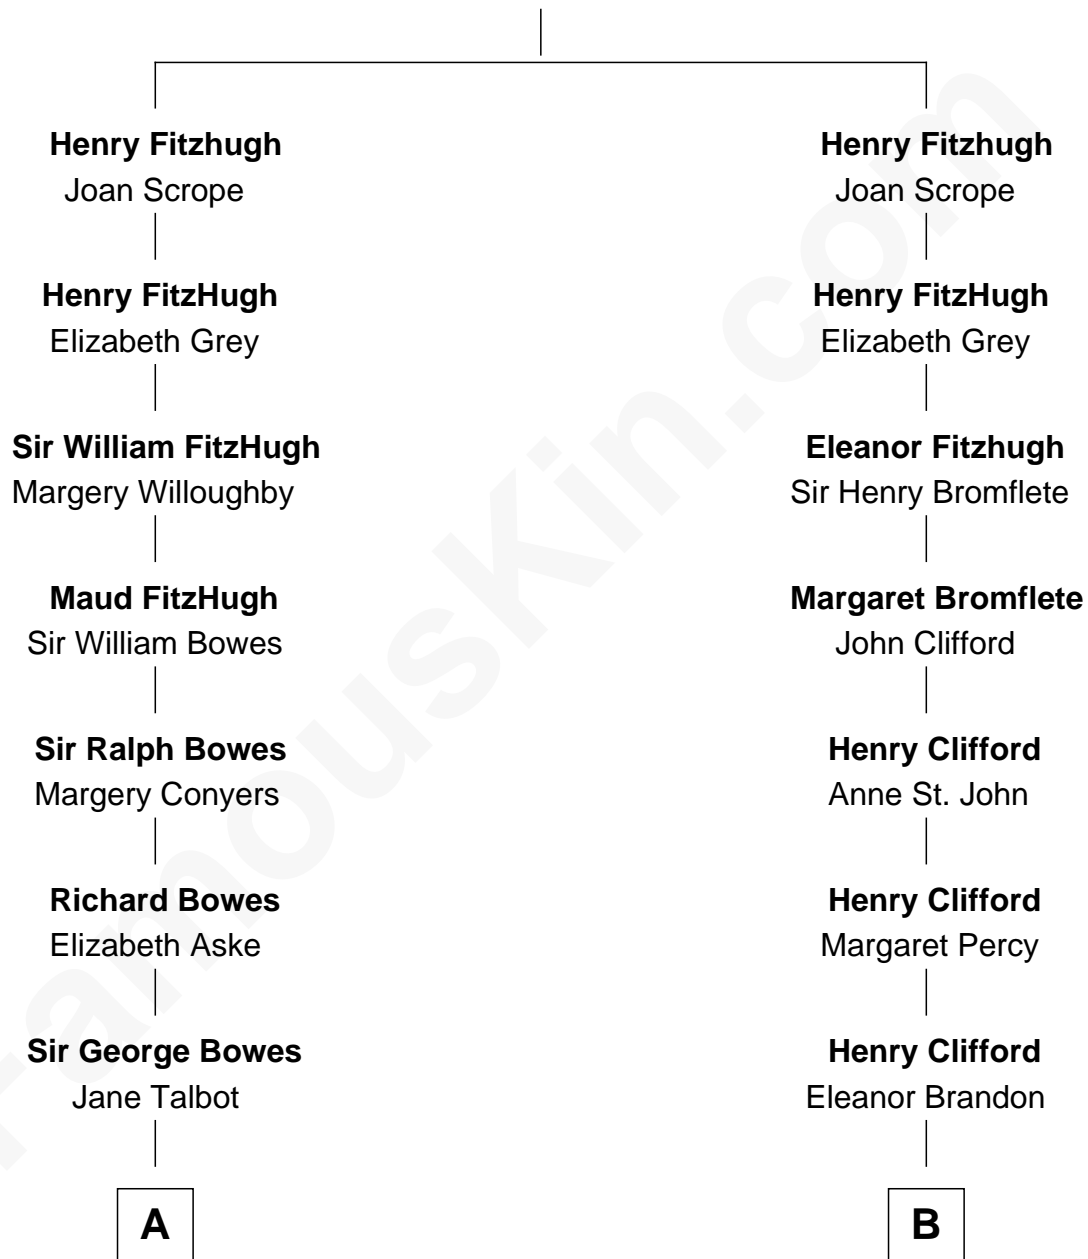 Henry Fitzhugh
Joan Scrope
Henry FitzHugh
Elizabeth Grey
Sir William FitzHugh
Margery Willoughby
Maud FitzHugh
Sir William Bowes
Sir Ralph Bowes
Margery Conyers
Richard Bowes
Elizabeth Aske
Sir George Bowes
Jane Talbot
A
Henry Fitzhugh
Joan Scrope
Henry FitzHugh
Elizabeth Grey
Eleanor Fitzhugh
Sir Henry Bromflete
Margaret Bromflete
John Clifford
Henry Clifford
Anne St. John
Henry Clifford
Margaret Percy
Henry Clifford
Eleanor Brandon
B
FamousKin.com